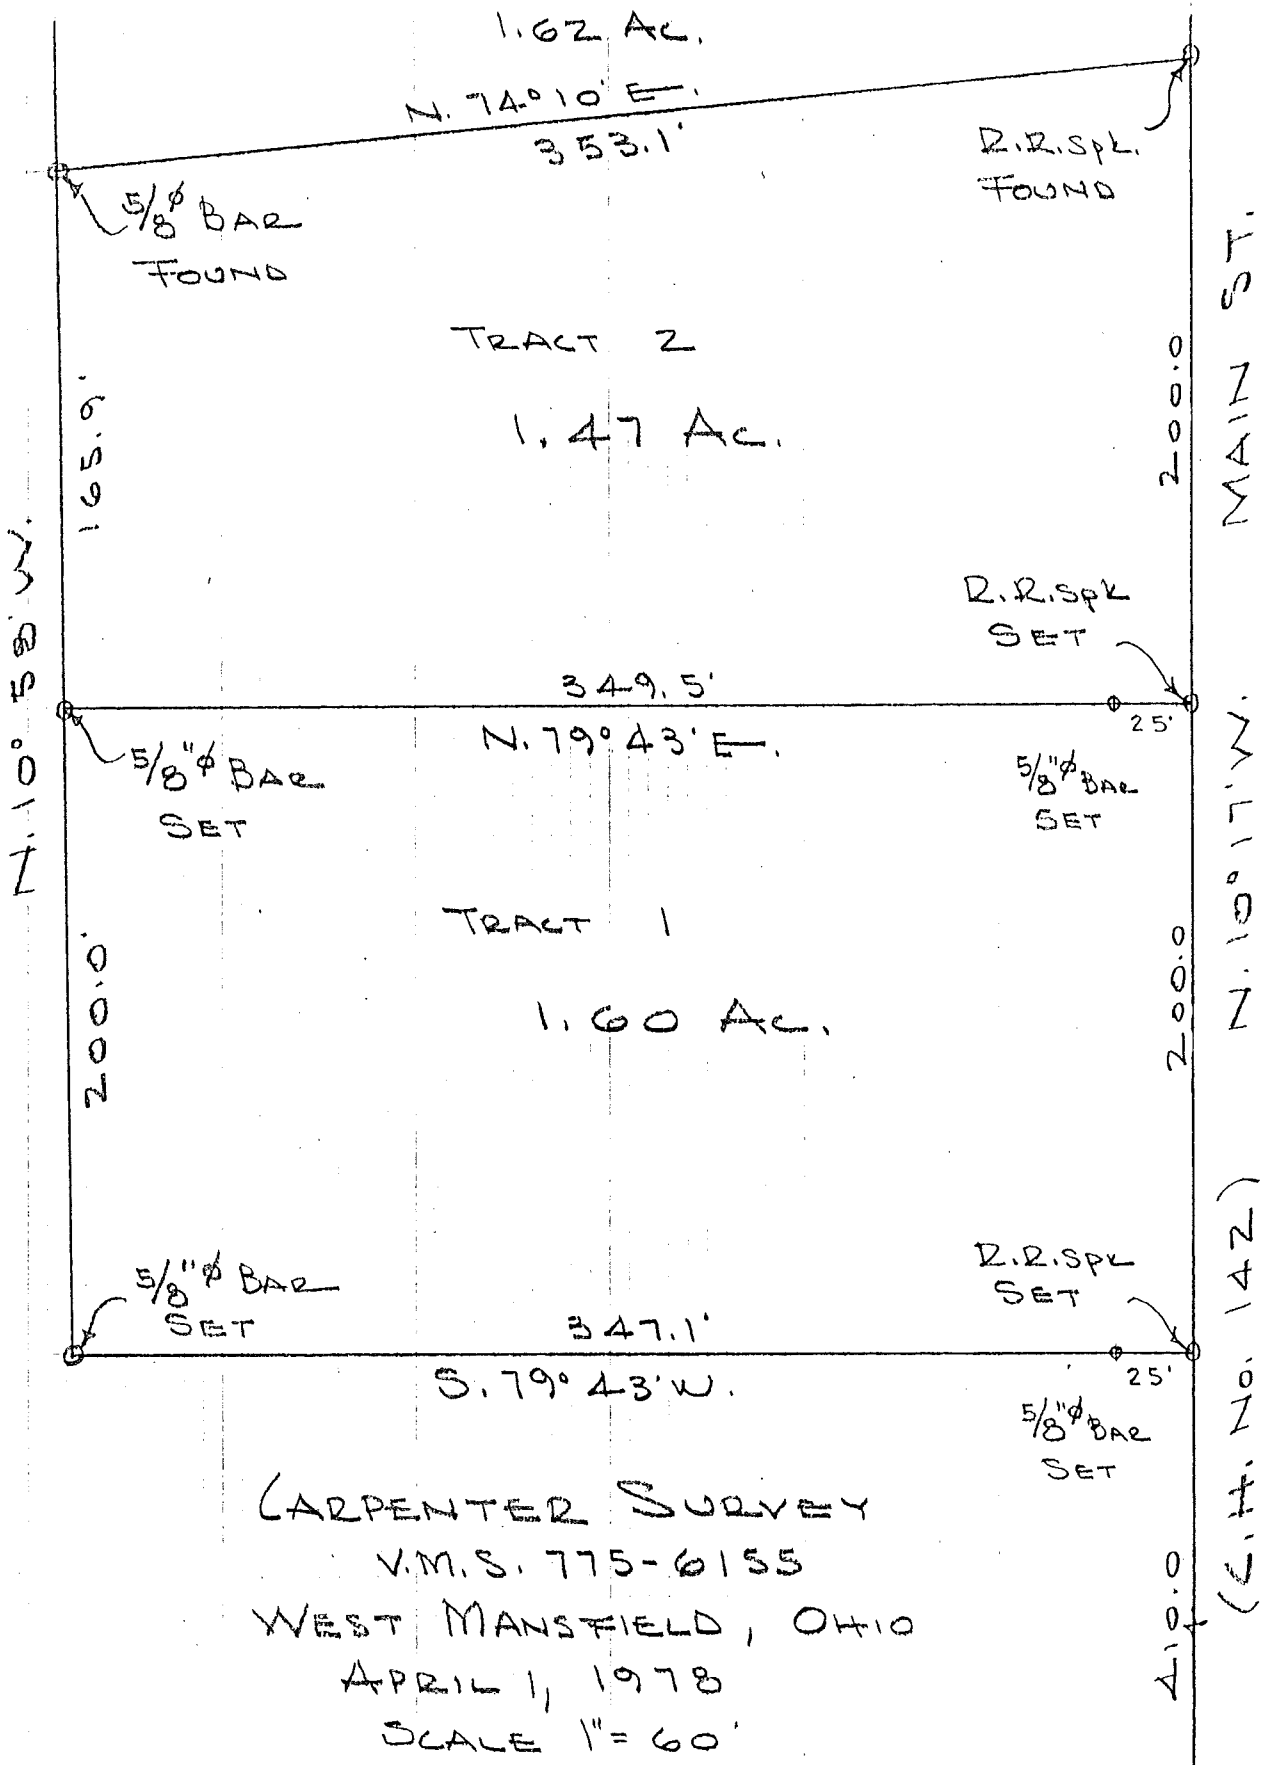 1.62 Ac.
N. 74° 10' E.
353.1'
R.R.Spk.
FOUND
5/8"ϕ BAR
FOUND
TRACT 2
1.47 Ac.
165.9'
200.0
MAIN ST.
R.R.Spk
SET
349.5'
25'
N. 79° 43' E.
5/8"ϕ BAR
SET
5/8"ϕ BAR
SET
N. 10° 58' W.
N. 10° 17' W.
TRACT 1
1.60 Ac.
200.0'
200.0
R.R.Spk
SET
5/8"ϕ BAR
SET
347.1'
25'
S. 79° 43' W.
5/8"ϕ BAR
SET
(C.H. No. 142)
410.0
CARPENTER SURVEY
V.M.S. 775-6155
WEST MANSFIELD, OHIO
APRIL 1, 1978
SCALE 1" = 60'